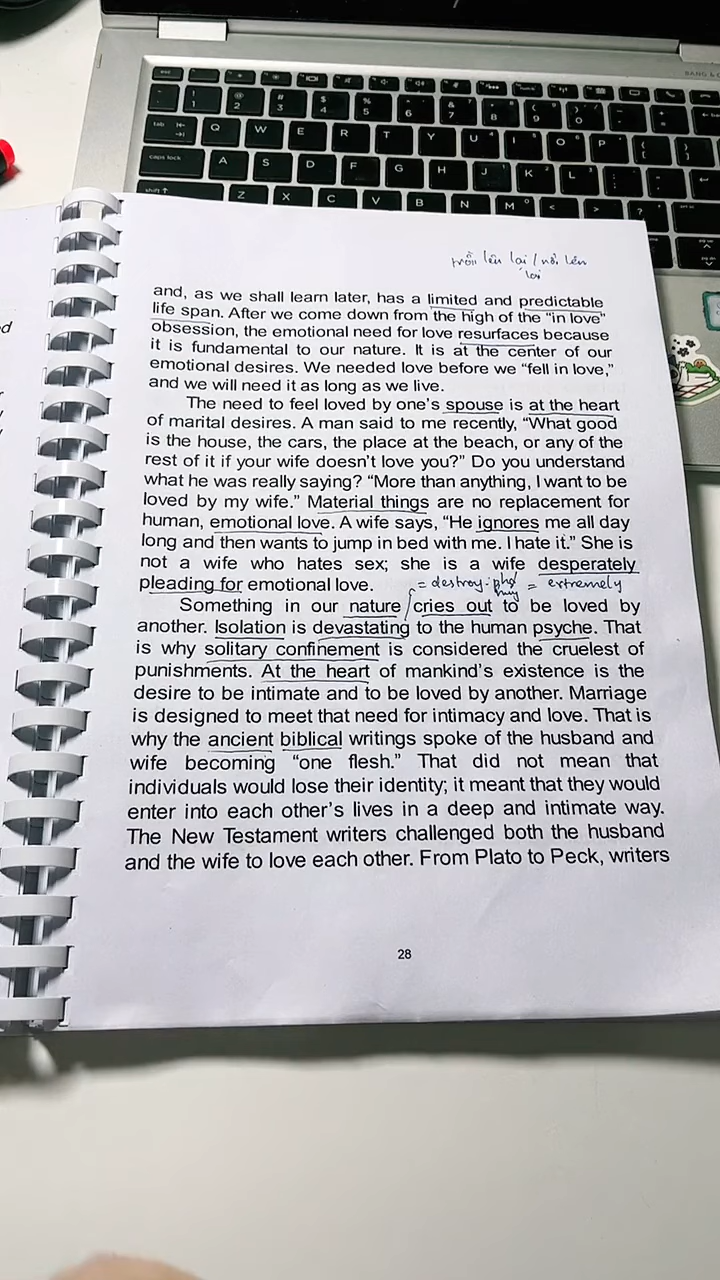 trồi lên lại / nổi lên
lại
and, as we shall learn later, has a limited and predictable
life span. After we come down from the high of the “in love”
obsession, the emotional need for love resurfaces because
it is fundamental to our nature. It is at the center of our
emotional desires. We needed love before we “fell in love,”
and we will need it as long as we live.
The need to feel loved by one’s spouse is at the heart
of marital desires. A man said to me recently, “What good
is the house, the cars, the place at the beach, or any of the
rest of it if your wife doesn’t love you?” Do you understand
what he was really saying? “More than anything, I want to be
loved by my wife.” Material things are no replacement for
human, emotional love. A wife says, “He ignores me all day
long and then wants to jump in bed with me. I hate it.” She is
not a wife who hates sex; she is a wife desperately
pleading for emotional love.
= destroy: phá hủy
= extremely
Something in our nature cries out to be loved by
another. Isolation is devastating to the human psyche. That
is why solitary confinement is considered the cruelest of
punishments. At the heart of mankind’s existence is the
desire to be intimate and to be loved by another. Marriage
is designed to meet that need for intimacy and love. That is
why the ancient biblical writings spoke of the husband and
wife becoming “one flesh.” That did not mean that
individuals would lose their identity; it meant that they would
enter into each other’s lives in a deep and intimate way.
The New Testament writers challenged both the husband
and the wife to love each other. From Plato to Peck, writers
28